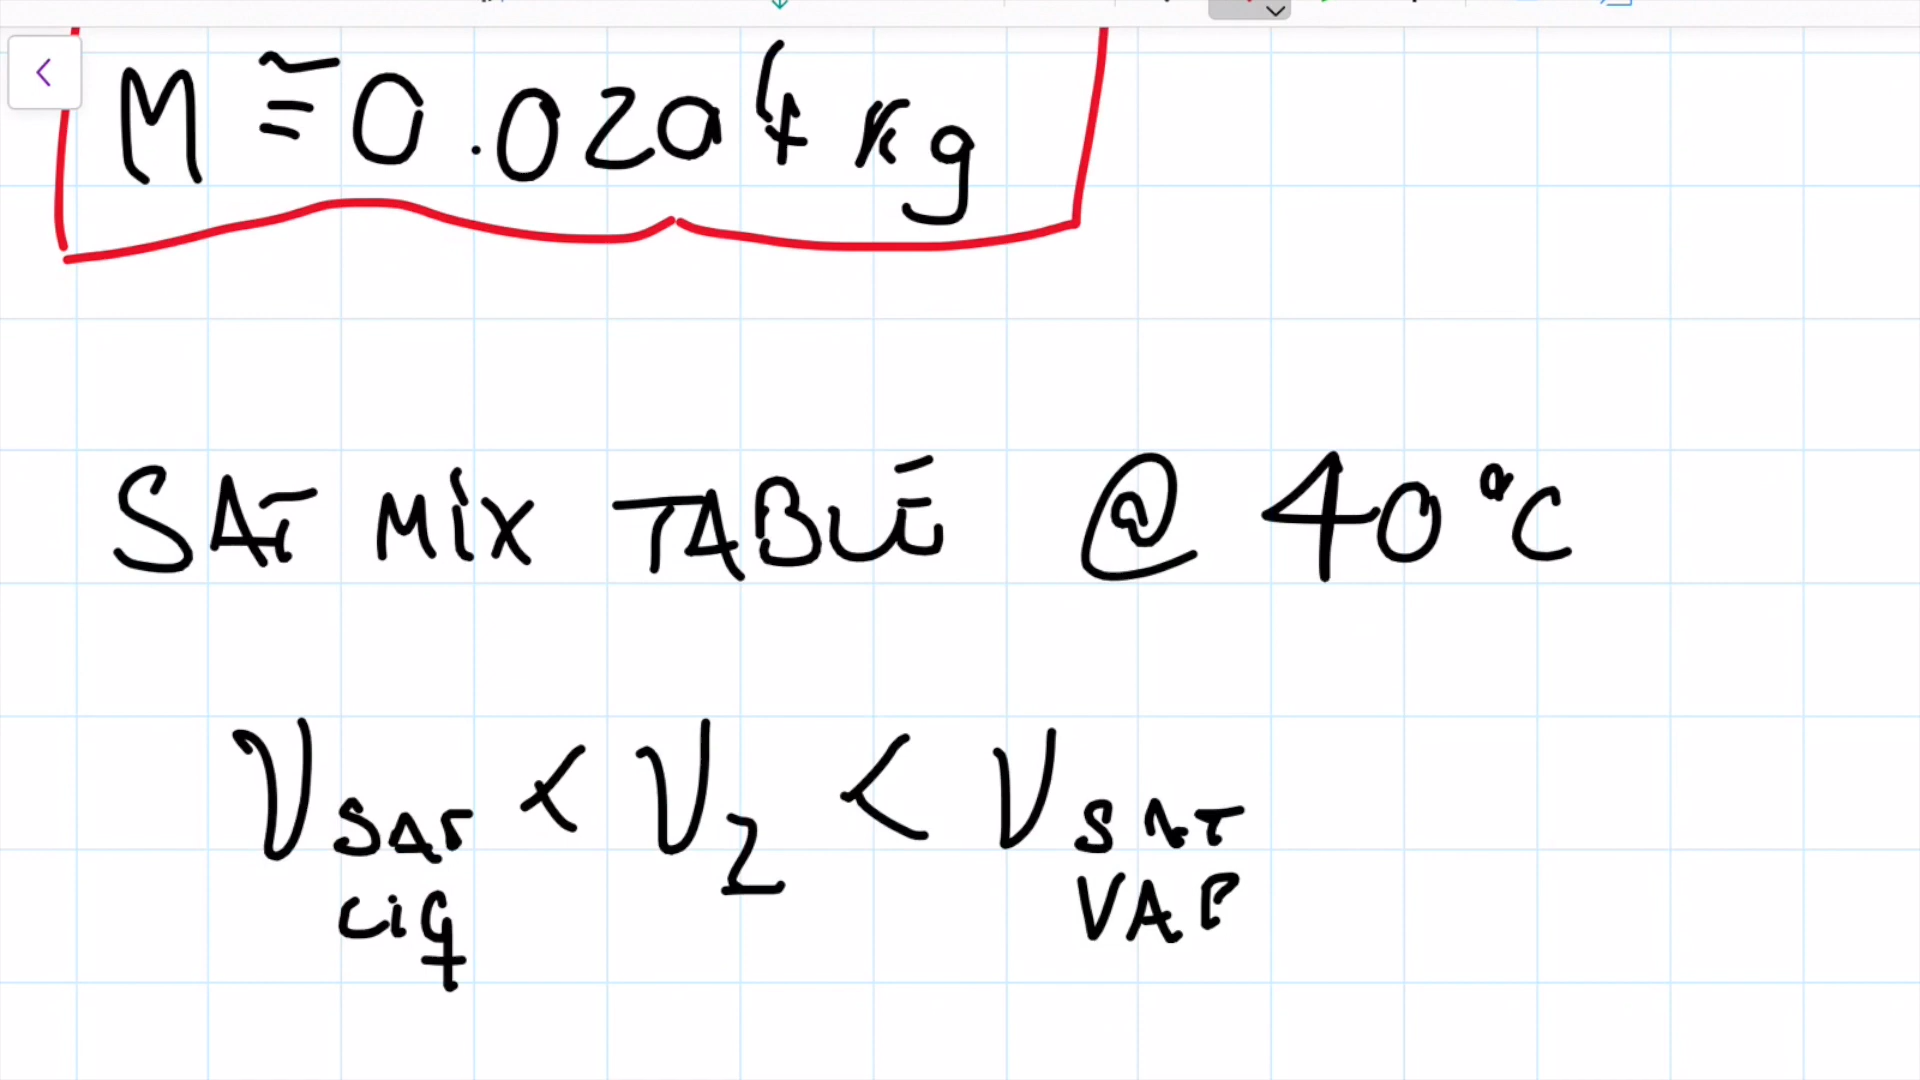 M ≅ 0.0204 kg
SAT MIX TABLE @ 40°C
V SAT LIQ < V2 < V SAT VAP